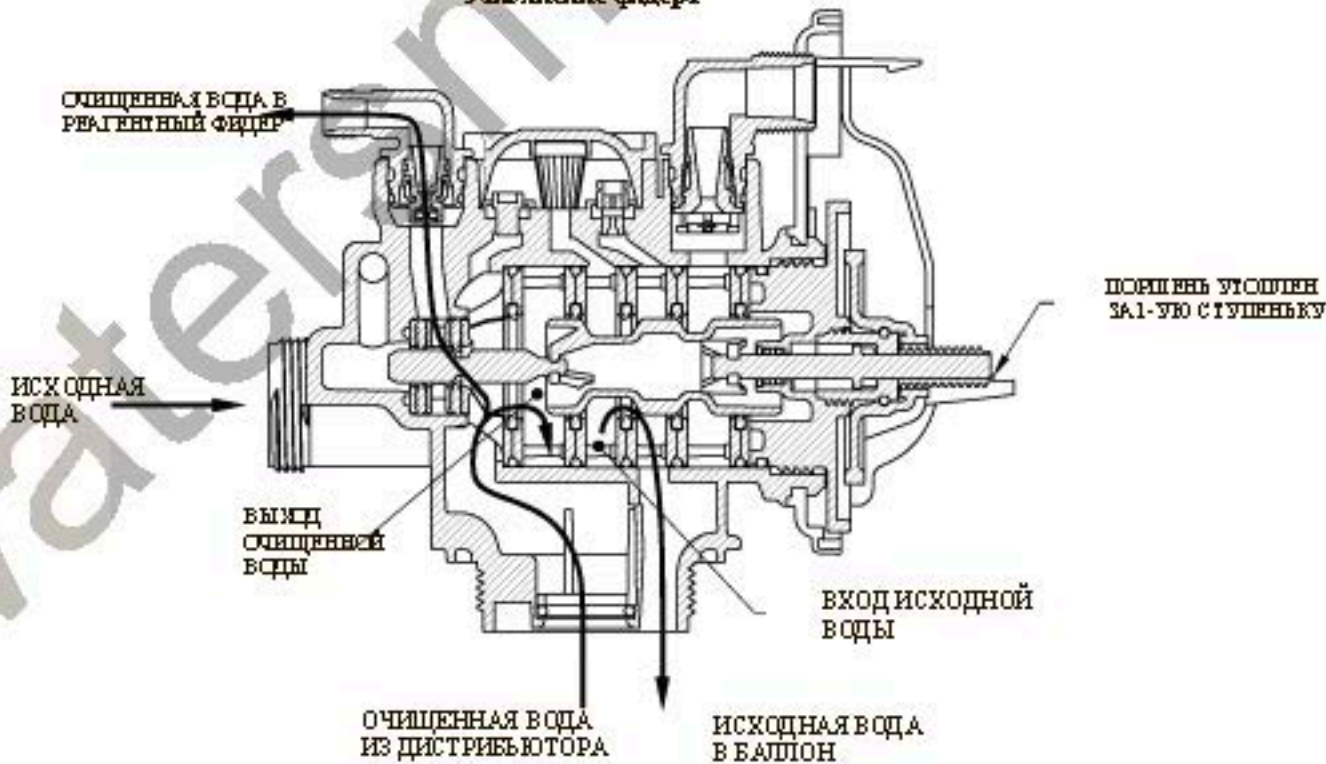 ОЧИЩЕННАЯ ВОДА В
РЕАГЕНТНЫЙ ФИДЕР
ПОРШЕНЬ УТОПЛЕН
ЗА 1-УЮ СТУПЕНЬКУ
ИСХОДНАЯ
ВОДА
ВЫХОД
ОЧИЩЕННОЙ
ВОДЫ
ВХОД ИСХОДНОЙ
ВОДЫ
ОЧИЩЕННАЯ ВОДА
ИЗ ДИСТРИБЬЮТОРА
ИСХОДНАЯ ВОДА
В БАЛЛОН